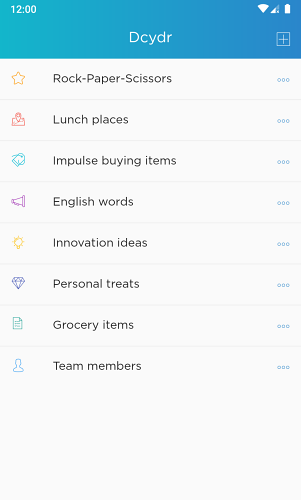 12:00
Dcydr
Rock-Paper-Scissors
Lunch places
Impulse buying items
English words
Innovation ideas
Personal treats
Grocery items
Team members